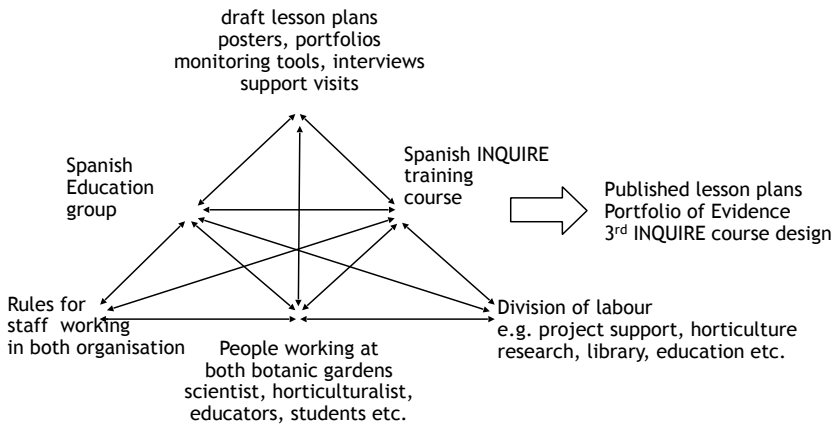 draft lesson plans
posters, portfolios
monitoring tools, interviews
support visits
Spanish
Education
group
Spanish INQUIRE
training
course
Published lesson plans
Portfolio of Evidence
3rd INQUIRE course design
Rules for
staff working
in both organisation
People working at
both botanic gardens
scientist, horticulturalist,
educators, students etc.
Division of labour
e.g. project support, horticulture
research, library, education etc.